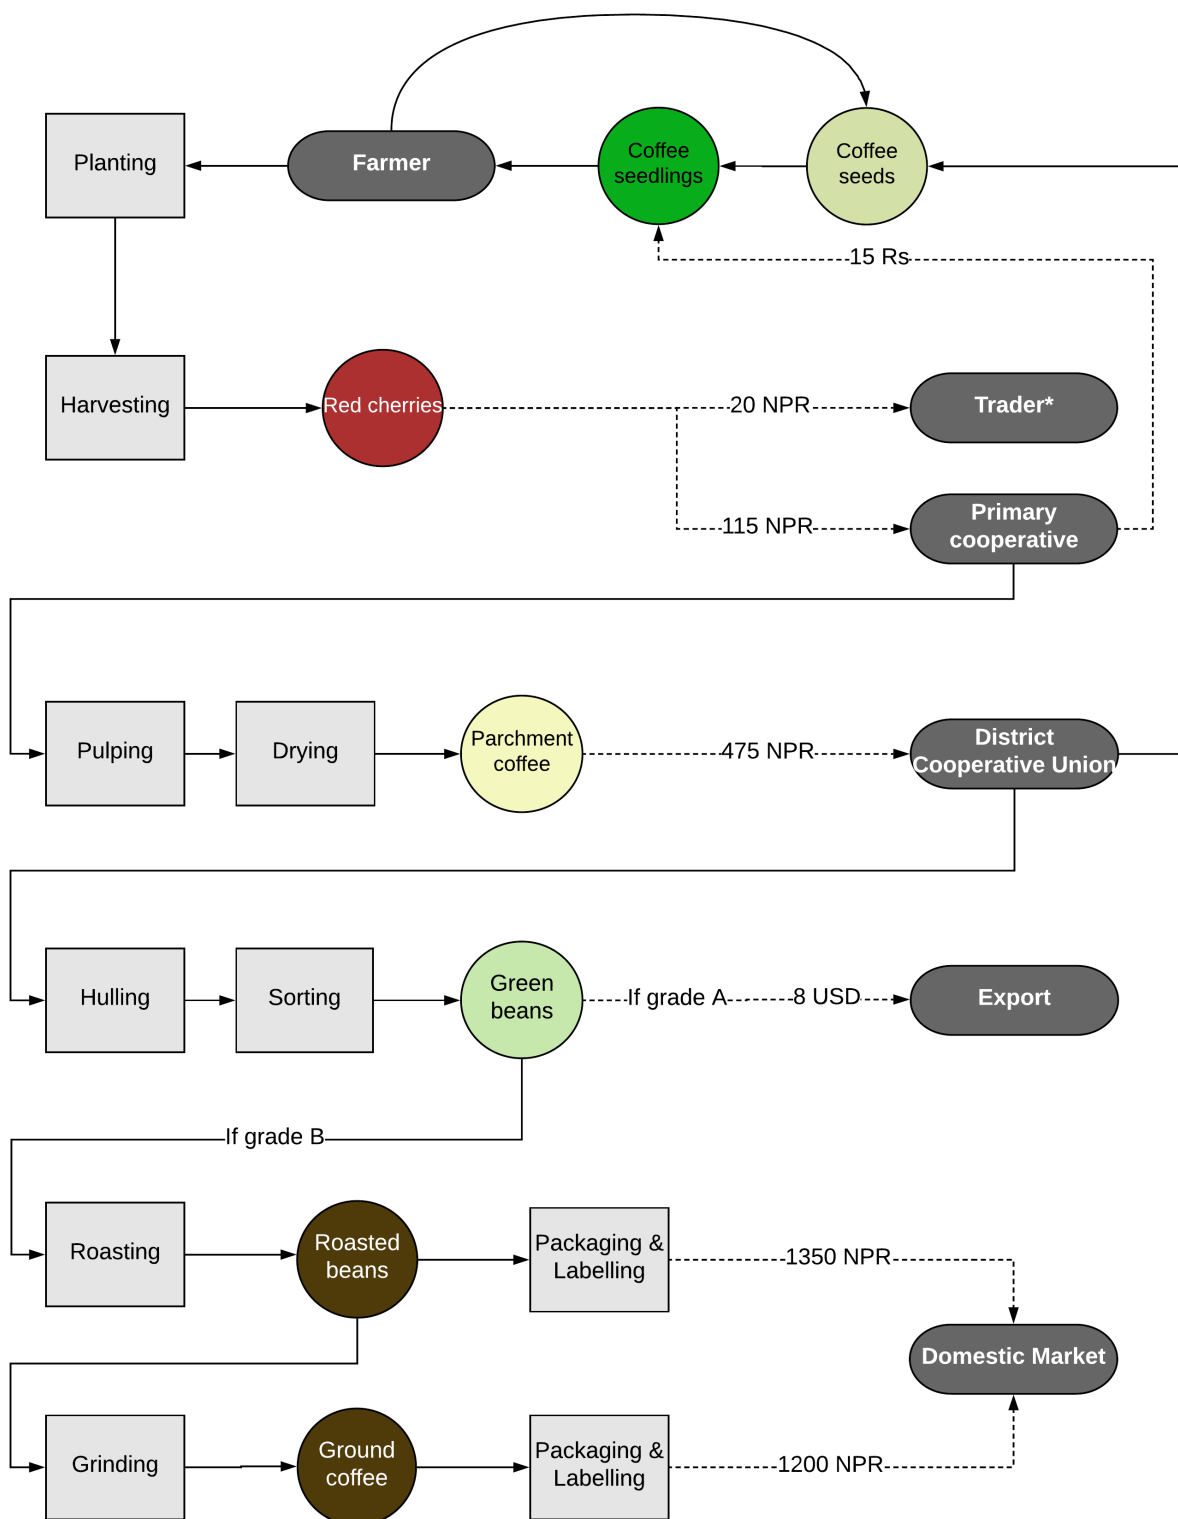 Planting
Farmer
Coffee
seedlings
Coffee
seeds
15 Rs
Harvesting
Red cherries
20 NPR
Trader*
115 NPR
Primary
cooperative
Pulping
Drying
Parchment
coffee
475 NPR
District
Cooperative Union
Hulling
Sorting
Green
beans
If grade A
8 USD
Export
If grade B
Roasting
Roasted
beans
Packaging &
Labelling
1350 NPR
Domestic Market
Grinding
Ground
coffee
Packaging &
Labelling
1200 NPR